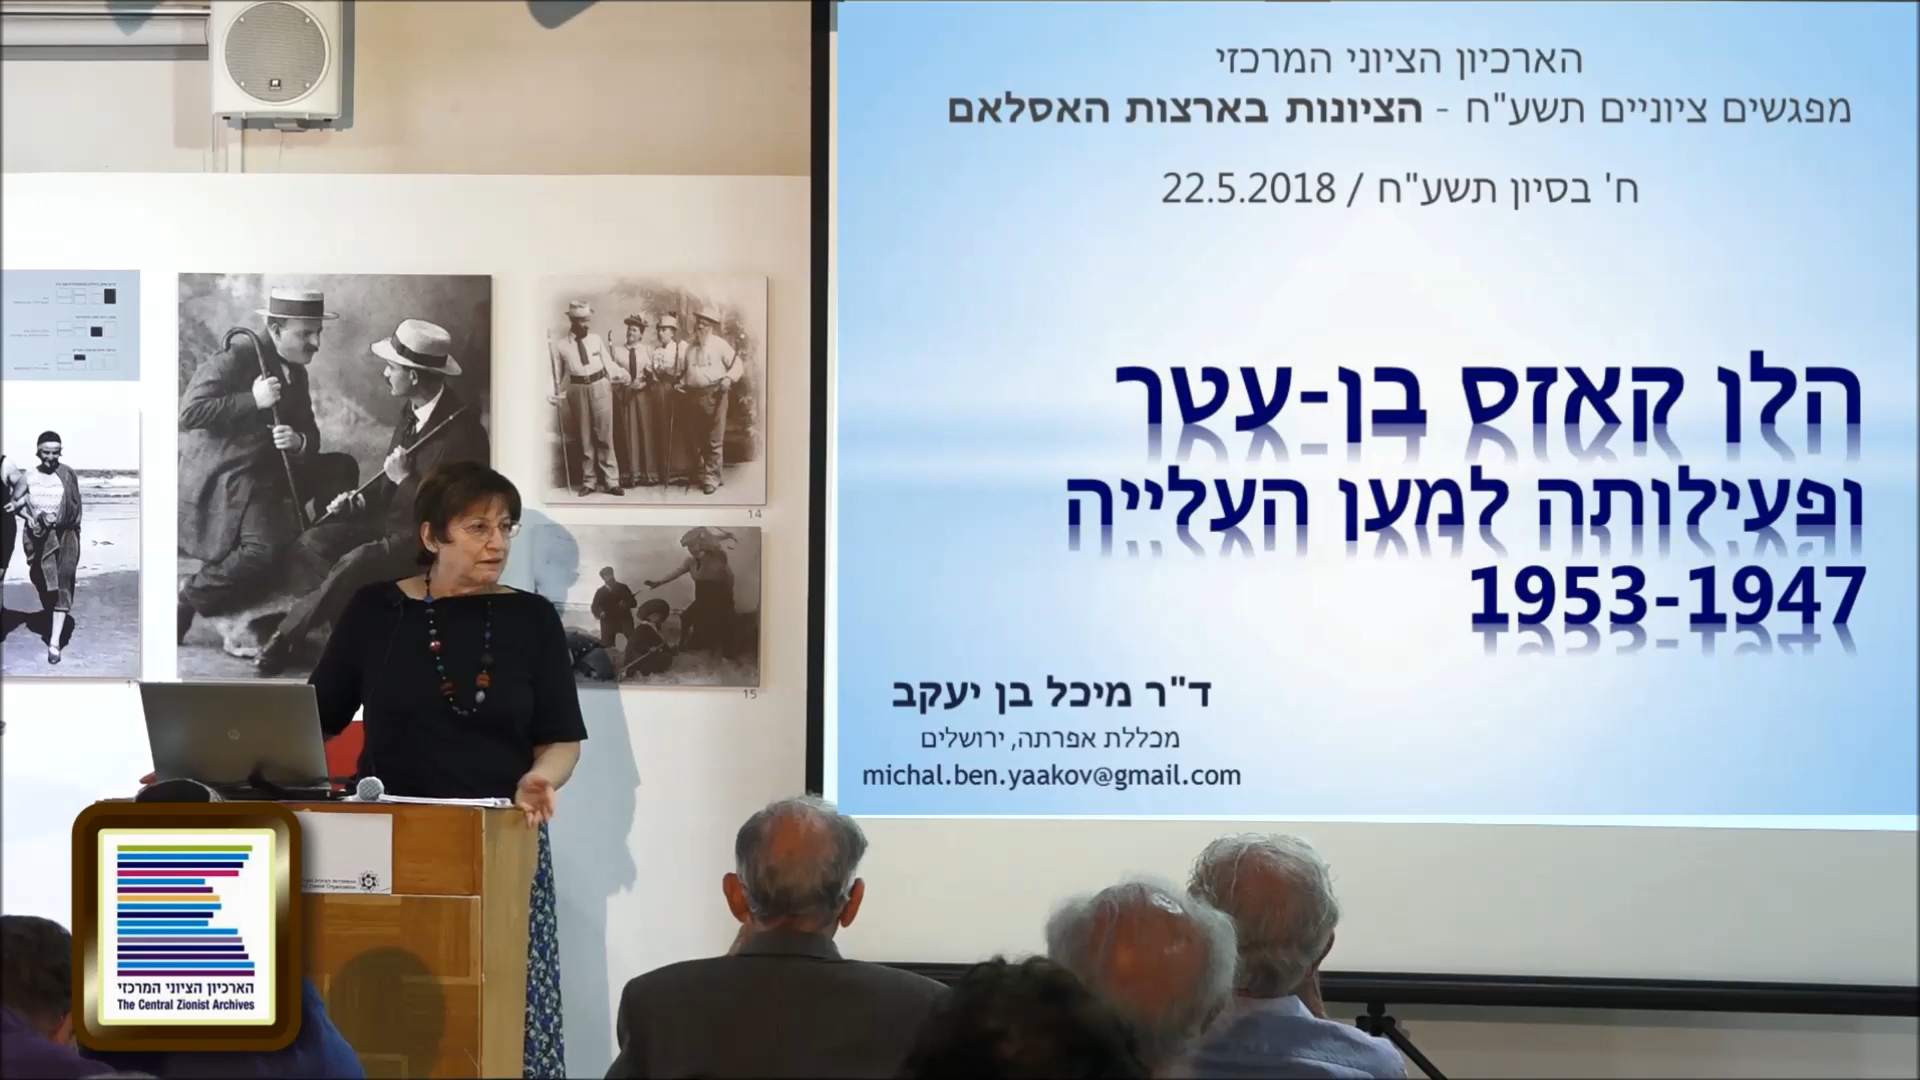 הארכיון הציוני המרכזי
מפגשים ציוניים תשע"ח - הציונות בארצות האסלאם
ח' בסיון תשע"ח / 22.5.2018
הלן קאזס בן-עטר
ופעילותה למען העלייה
1953-1947
ד"ר מיכל בן יעקב
מכללת אפרתה, ירושלים
michal.ben.yaakov@gmail.com
14
15
הארכיון הציוני המרכזי
The Central Zionist Archives